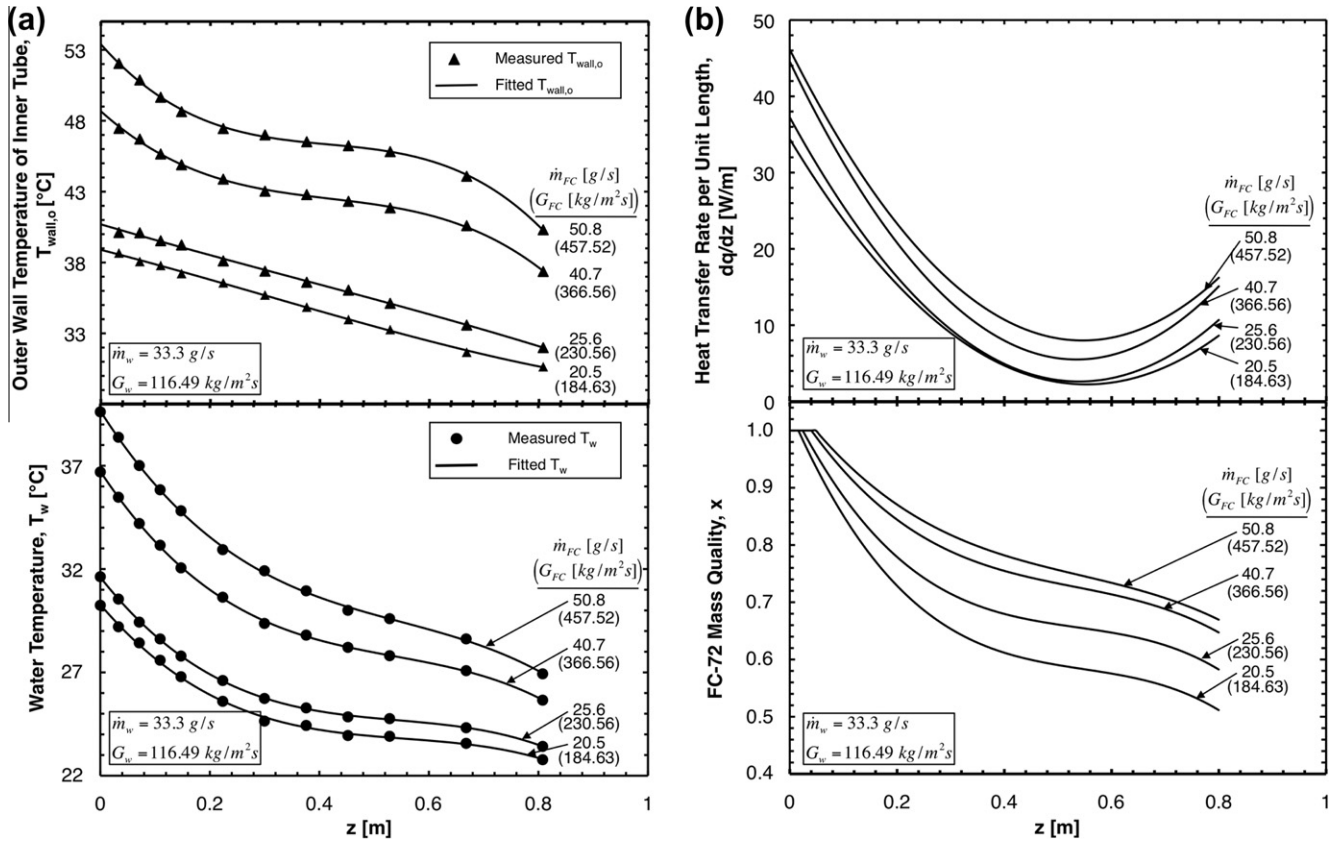 (a)
Outer Wall Temperature of Inner Tube,
T_wall,o [°C]
53
48
43
38
33
Measured T_wall,o
Fitted T_wall,o
ṁ_FC [g/s]
(G_FC [kg/m²s])
50.8
(457.52)
40.7
(366.56)
25.6
(230.56)
20.5
(184.63)
ṁ_w = 33.3 g/s
G_w = 116.49 kg/m²s
Water Temperature, T_w [°C]
37
32
27
22
Measured T_w
Fitted T_w
ṁ_FC [g/s]
(G_FC [kg/m²s])
50.8
(457.52)
40.7
(366.56)
25.6
(230.56)
20.5
(184.63)
ṁ_w = 33.3 g/s
G_w = 116.49 kg/m²s
0 0.2 0.4 0.6 0.8 1
z [m]
(b)
Heat Transfer Rate per Unit Length,
dq/dz [W/m]
50
40
30
20
10
0
ṁ_FC [g/s]
(G_FC [kg/m²s])
50.8
(457.52)
40.7
(366.56)
25.6
(230.56)
20.5
(184.63)
ṁ_w = 33.3 g/s
G_w = 116.49 kg/m²s
FC-72 Mass Quality, x
1.0
0.9
0.8
0.7
0.6
0.5
0.4
ṁ_FC [g/s]
(G_FC [kg/m²s])
50.8
(457.52)
40.7
(366.56)
25.6
(230.56)
20.5
(184.63)
ṁ_w = 33.3 g/s
G_w = 116.49 kg/m²s
0 0.2 0.4 0.6 0.8 1
z [m]